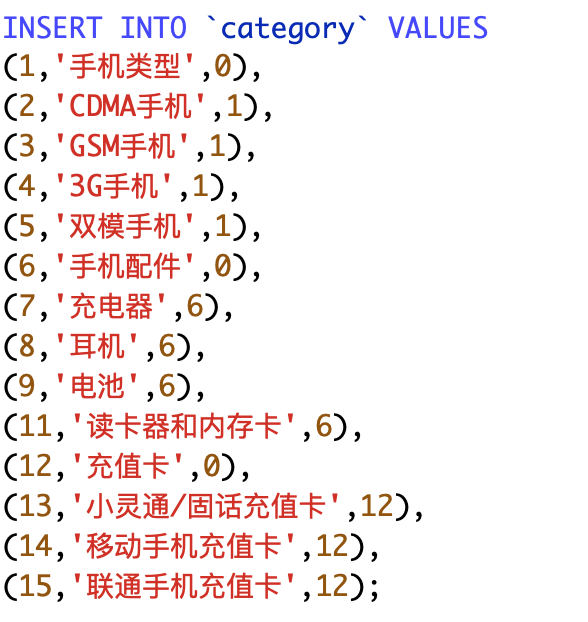 INSERT INTO `category` VALUES
(1,'手机类型',0),
(2,'CDMA手机',1),
(3,'GSM手机',1),
(4,'3G手机',1),
(5,'双模手机',1),
(6,'手机配件',0),
(7,'充电器',6),
(8,'耳机',6),
(9,'电池',6),
(11,'读卡器和内存卡',6),
(12,'充值卡',0),
(13,'小灵通/固话充值卡',12),
(14,'移动手机充值卡',12),
(15,'联通手机充值卡',12);